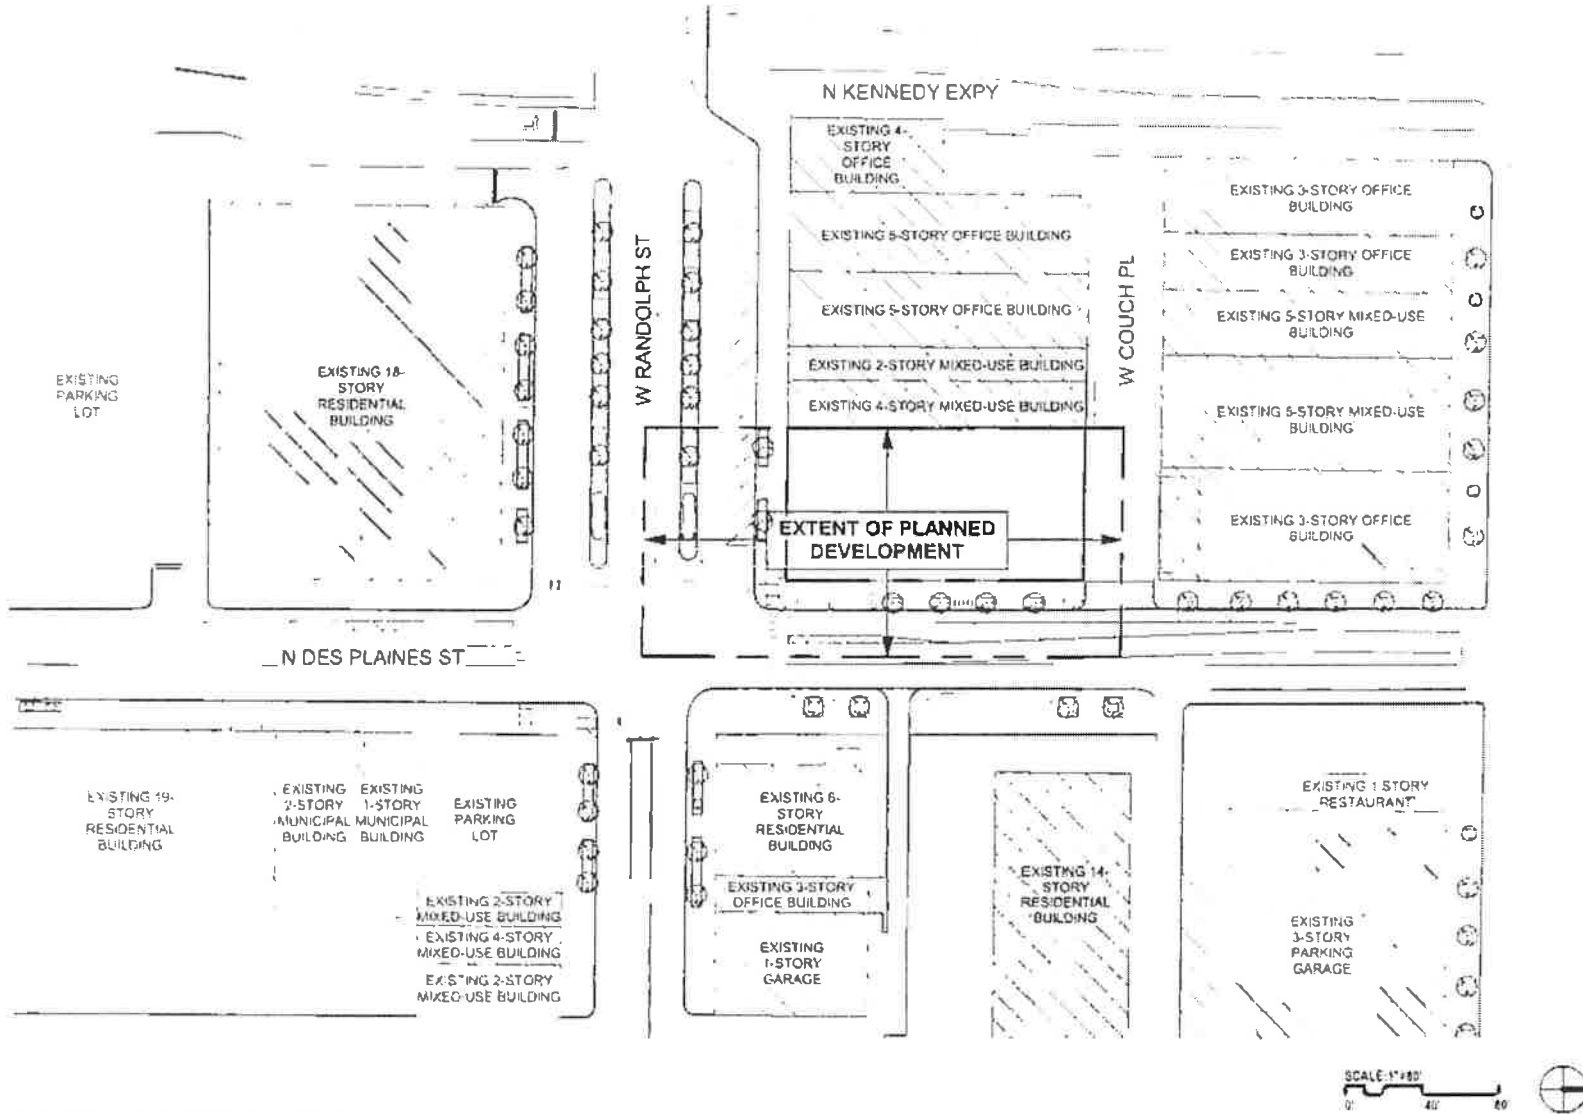 N KENNEDY EXPY
EXISTING 4-
STORY
OFFICE
BUILDING
EXISTING 3-STORY OFFICE
BUILDING
EXISTING 5-STORY OFFICE BUILDING
EXISTING 3-STORY OFFICE
BUILDING
W RANDOLPH ST
W COUCH PL
EXISTING 5-STORY OFFICE BUILDING
EXISTING 5-STORY MIXED-USE
BUILDING
EXISTING
PARKING
LOT
EXISTING 18-
STORY
RESIDENTIAL
BUILDING
EXISTING 2-STORY MIXED-USE BUILDING
EXISTING 4-STORY MIXED-USE BUILDING
EXISTING 5-STORY MIXED-USE
BUILDING
EXTENT OF PLANNED
DEVELOPMENT
EXISTING 3-STORY OFFICE
BUILDING
N DES PLAINES ST
EXISTING 19-
STORY
RESIDENTIAL
BUILDING
EXISTING
2-STORY
MUNICIPAL
BUILDING
EXISTING
1-STORY
MUNICIPAL
BUILDING
EXISTING
PARKING
LOT
EXISTING 6-
STORY
RESIDENTIAL
BUILDING
EXISTING 1 STORY
RESTAURANT
EXISTING 2-STORY
MIXED-USE BUILDING
EXISTING 4-STORY
MIXED-USE BUILDING
EXISTING 2-STORY
MIXED-USE BUILDING
EXISTING 3-STORY
OFFICE BUILDING
EXISTING
1-STORY
GARAGE
EXISTING 14-
STORY
RESIDENTIAL
BUILDING
EXISTING
3-STORY
PARKING
GARAGE
SCALE: 1"=80'
0' 40' 80'